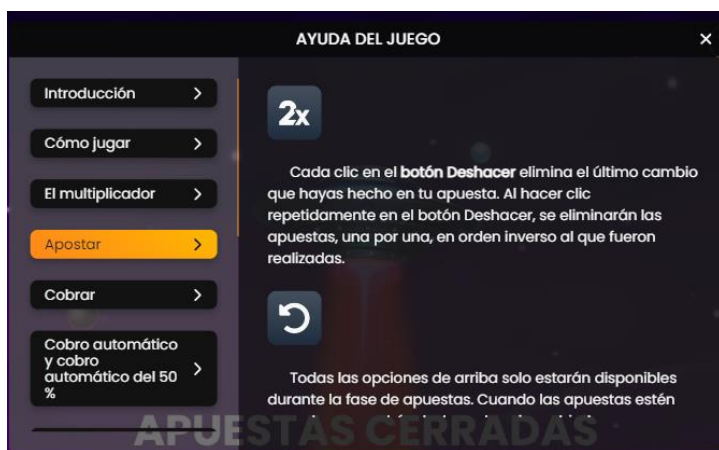 AYUDA DEL JUEGO
Introducción
Cómo jugar
El multiplicador
Apostar
Cobrar
Cobro automático
y cobro
automático del 50
%
2x
Cada clic en el botón Deshacer elimina el último cambio
que hayas hecho en tu apuesta. Al hacer clic
repetidamente en el botón Deshacer, se eliminarán las
apuestas, una por una, en orden inverso al que fueron
realizadas.
Todas las opciones de arriba solo estarán disponibles
durante la fase de apuestas. Cuando las apuestas estén
APUESTAS CERRADAS